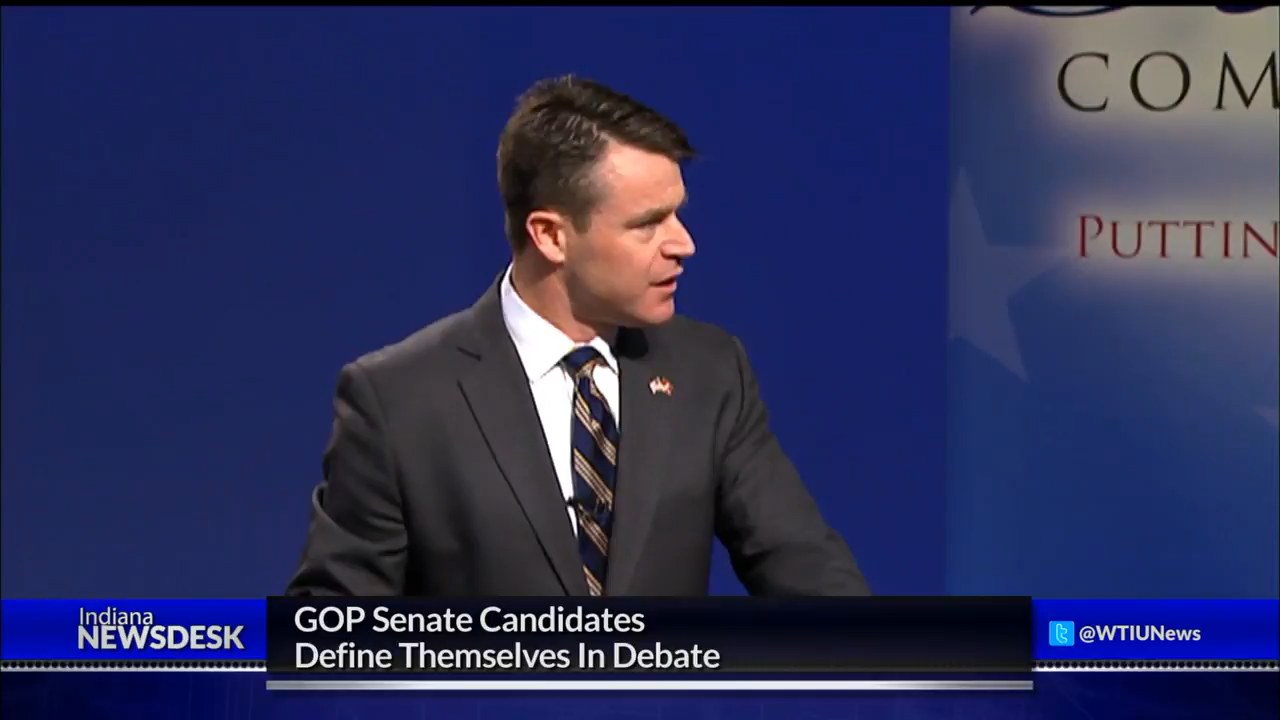 COM
PUTTIN
Indiana
NEWSDESK
GOP Senate Candidates
Define Themselves In Debate
@WTIUNews